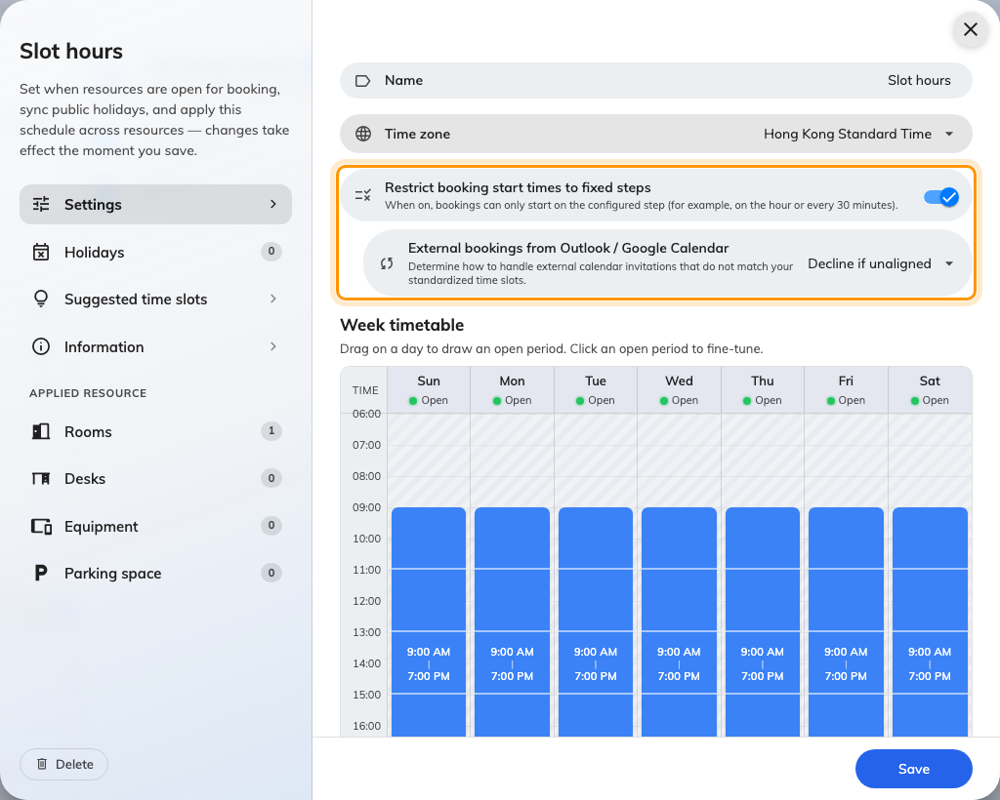 Slot hours
Set when resources are open for booking,
sync public holidays, and apply this
schedule across resources — changes take
effect the moment you save.
Settings
Holidays 0
Suggested time slots
Information
APPLIED RESOURCE
Rooms 1
Desks 0
Equipment 0
Parking space 0
Delete
Name Slot hours
Time zone Hong Kong Standard Time
Restrict booking start times to fixed steps
When on, bookings can only start on the configured step (for example, on the hour or every 30 minutes).
External bookings from Outlook / Google Calendar
Determine how to handle external calendar invitations that do not match your
standardized time slots.
Decline if unaligned
Week timetable
Drag on a day to draw an open period. Click an open period to fine-tune.
TIME Sun Mon Tue Wed Thu Fri Sat
Open Open Open Open Open Open Open
06:00
07:00
08:00
09:00
10:00
11:00
12:00
13:00
9:00 AM 9:00 AM 9:00 AM 9:00 AM 9:00 AM 9:00 AM 9:00 AM
14:00
7:00 PM 7:00 PM 7:00 PM 7:00 PM 7:00 PM 7:00 PM 7:00 PM
15:00
16:00
Save